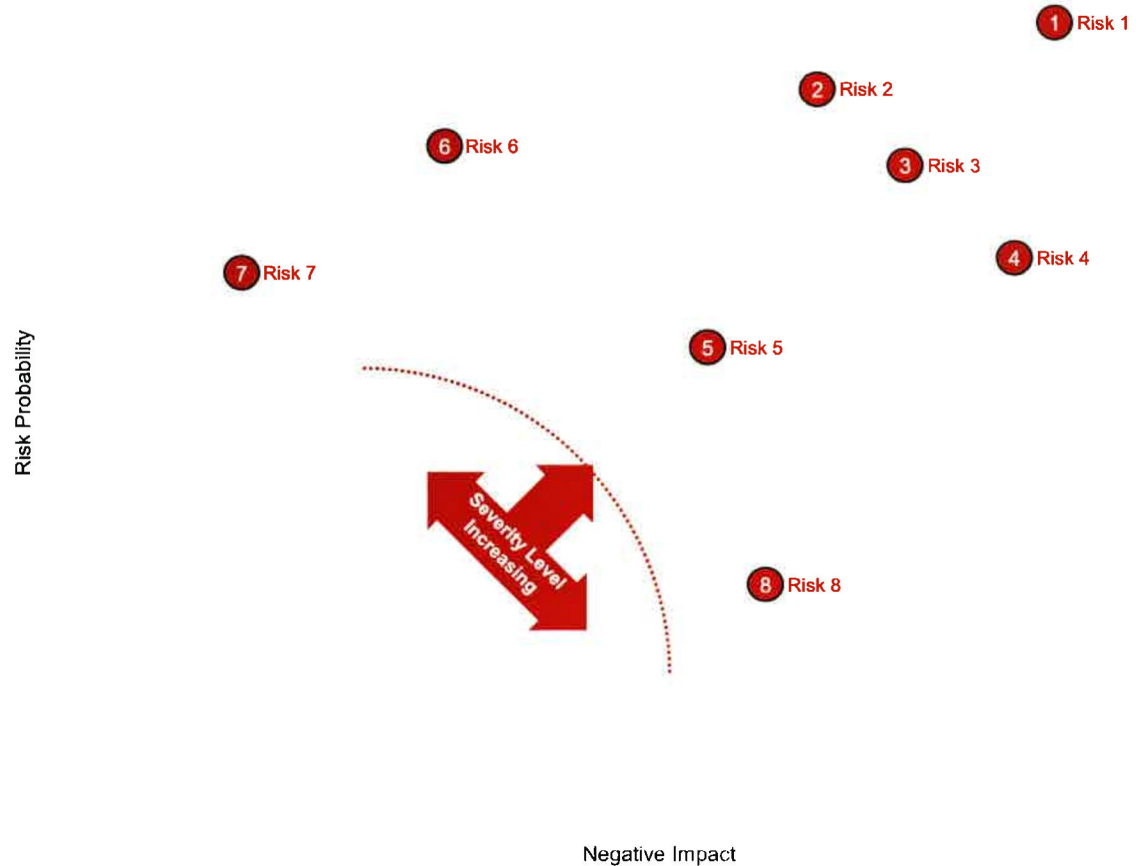 1 Risk 1
2 Risk 2
6 Risk 6
3 Risk 3
4 Risk 4
7 Risk 7
5 Risk 5
Risk Probability
Severity Level
Increasing
8 Risk 8
Negative Impact